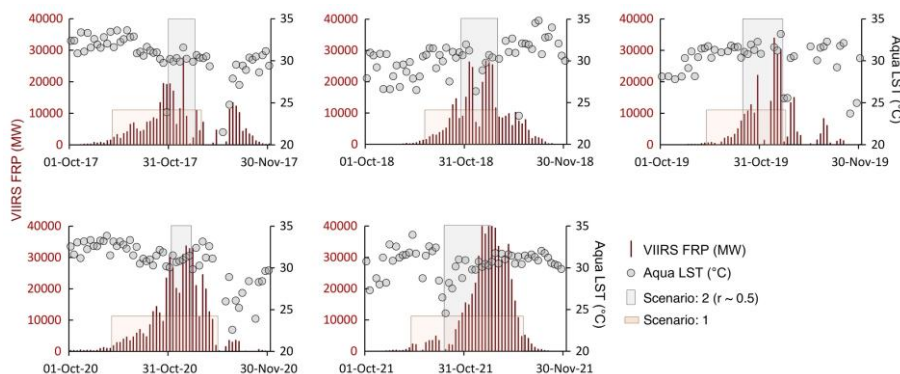 VIIRS FRP (MW)
40000 35
30000 30
20000
10000 25
0 20
01-Oct-17 31-Oct-17 30-Nov-17
40000 35
30000 30
20000
10000 25
0 20
01-Oct-18 31-Oct-18 30-Nov-18
40000 35
30000 30
20000
10000 25
0 20
01-Oct-19 31-Oct-19 30-Nov-19
Aqua LST (°C)
40000 35
30000 30
20000
10000 25
0 20
01-Oct-20 31-Oct-20 30-Nov-20
40000 35
30000 30
20000
10000 25
0 20
01-Oct-21 31-Oct-21 30-Nov-21
Aqua LST (°C)
VIIRS FRP (MW)
Aqua LST (°C)
Scenario: 2 (r ~ 0.5)
Scenario: 1